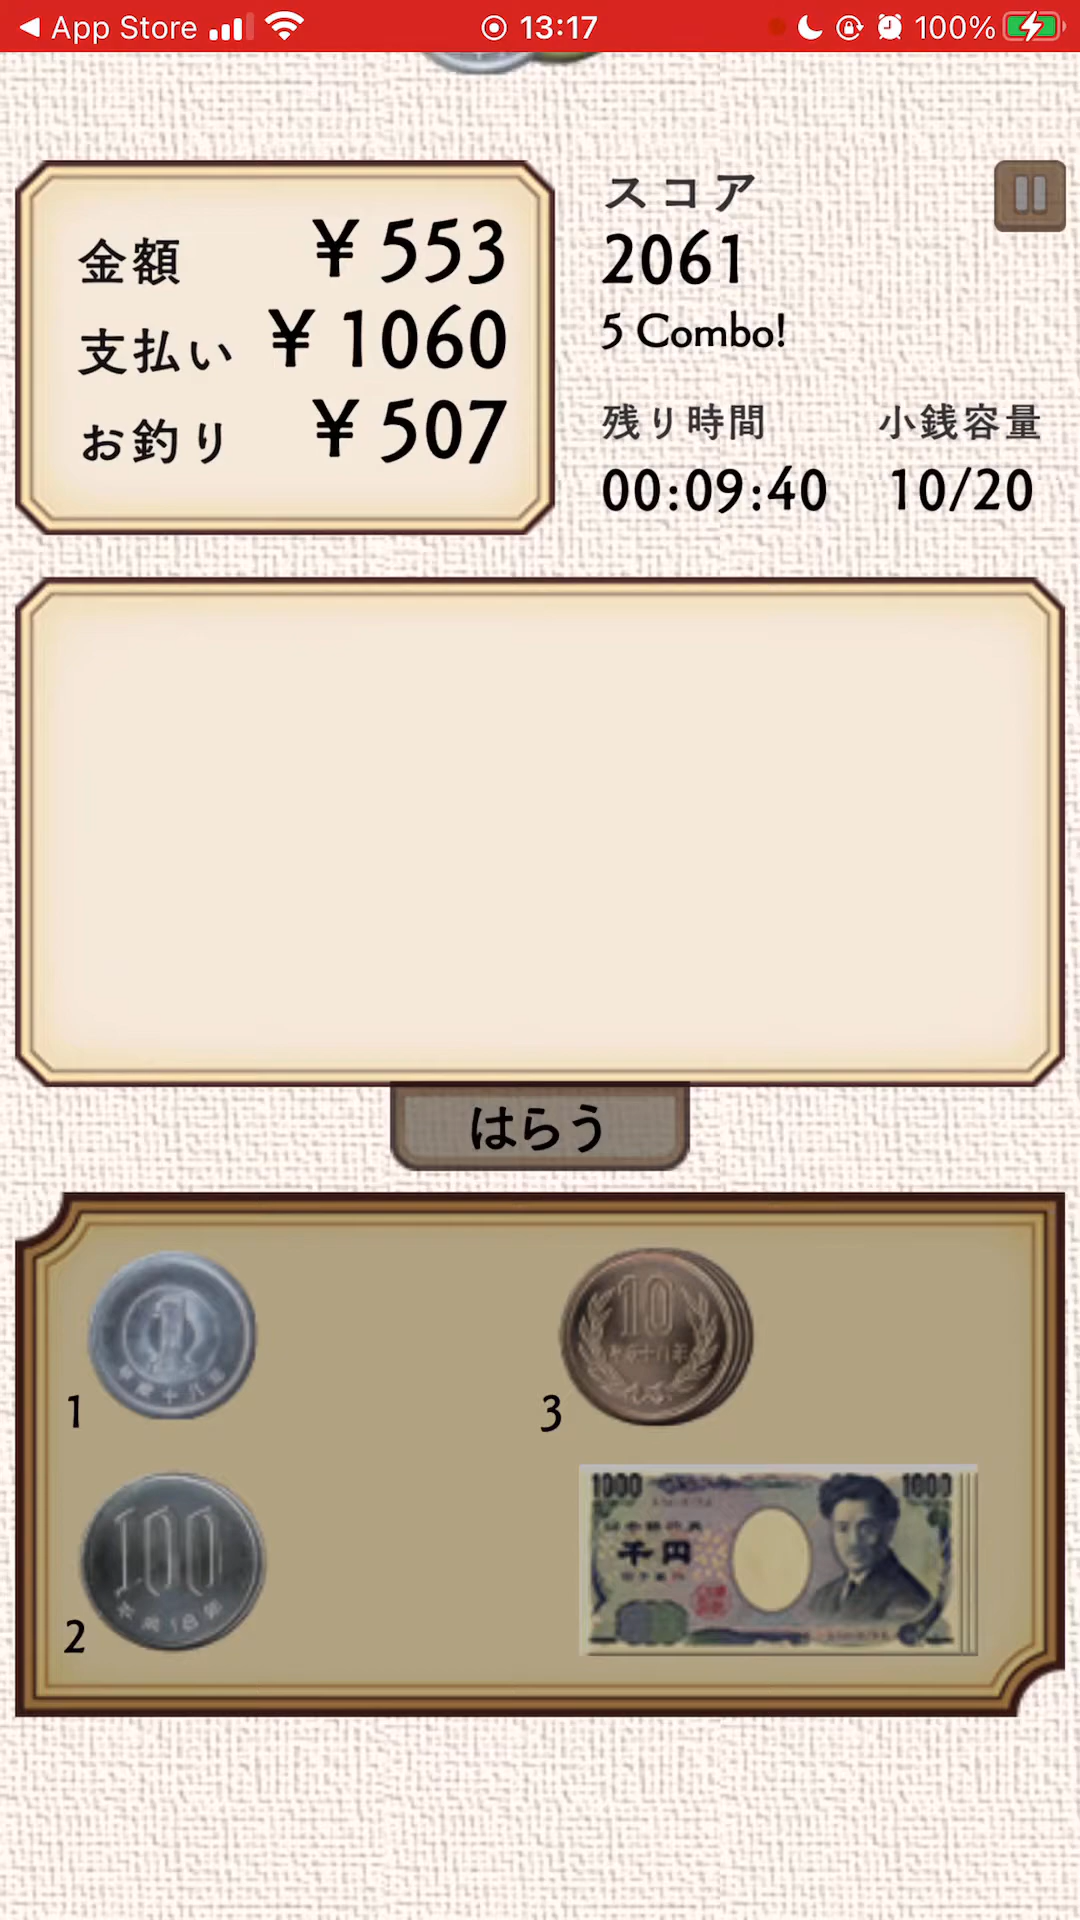 ◀ App Store 13:17 100%
金額 ¥ 553
支払い ¥ 1060
お釣り ¥ 507
スコア
2061
5 Combo!
残り時間 小銭容量
00:09:40 10/20
はらう
1
10
3
100
2
1000 1000
千円